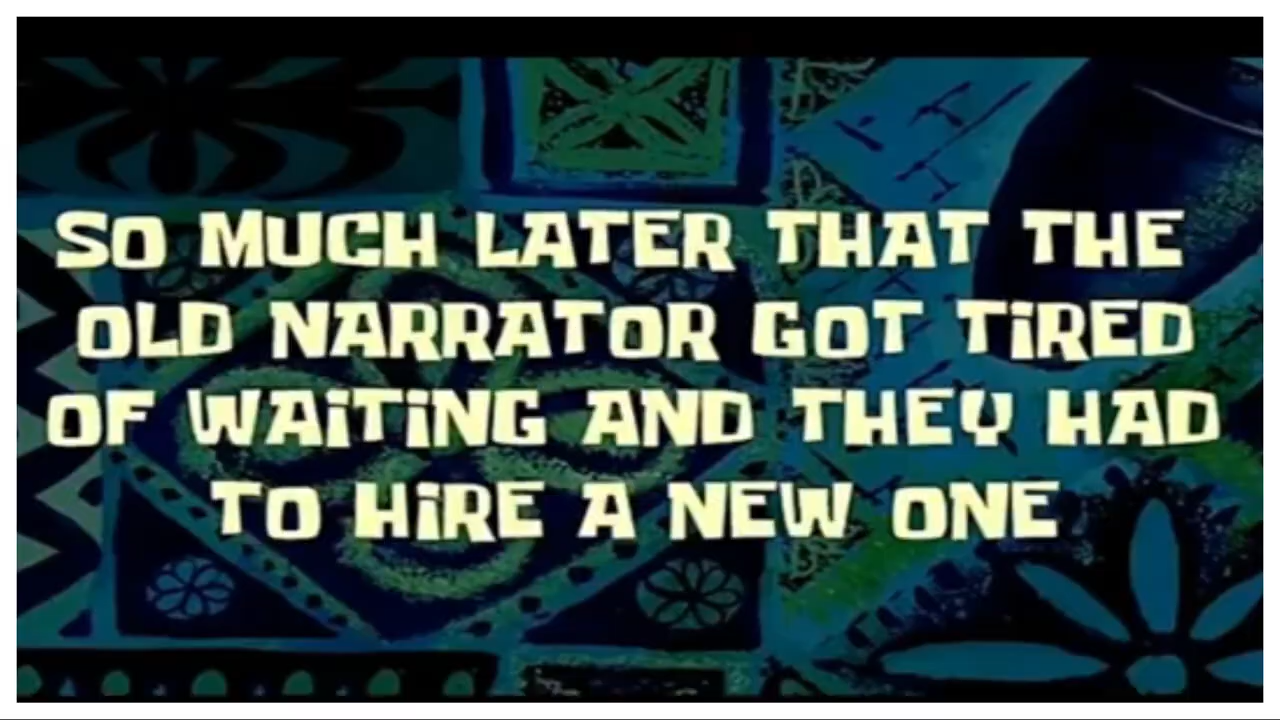 SO MUCH LATER THAT THE
OLD NARRATOR GOT TiRED
OF WAiTiNG AND THEY HAD
TO HiRE A NEW ONE